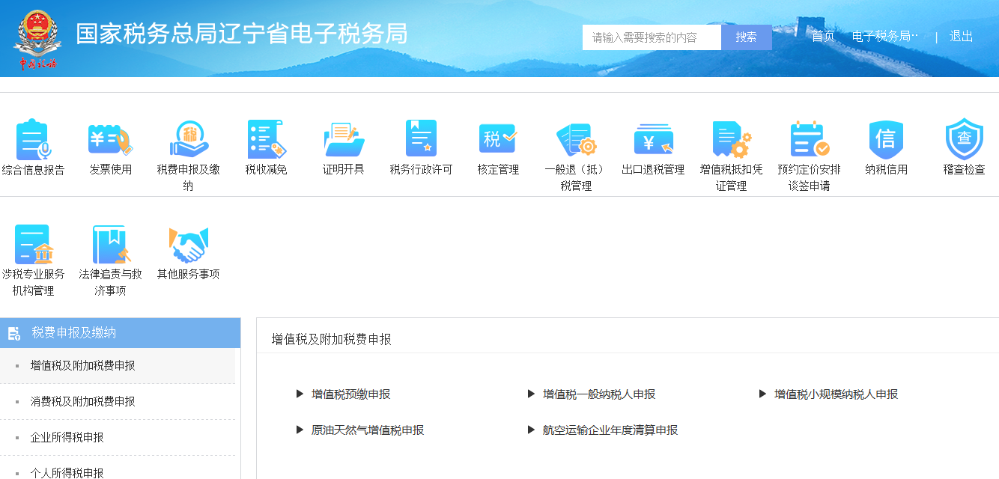 国家税务总局辽宁省电子税务局
请输入需要搜索的内容
搜索
首页
电子税务局··
|
退出
中国税务
综合信息报告
发票使用
税费申报及缴
纳
税收减免
证明开具
税务行政许可
税
核定管理
一般退（抵）
税管理
出口退税管理
增值税抵扣凭
证管理
预约定价安排
谈签申请
信
纳税信用
查
稽查检查
涉税专业服务
机构管理
法律追责与救
济事项
其他服务事项
税费申报及缴纳
增值税及附加税费申报
消费税及附加税费申报
企业所得税申报
个人所得税申报
增值税及附加税费申报
增值税预缴申报
增值税一般纳税人申报
增值税小规模纳税人申报
原油天然气增值税申报
航空运输企业年度清算申报